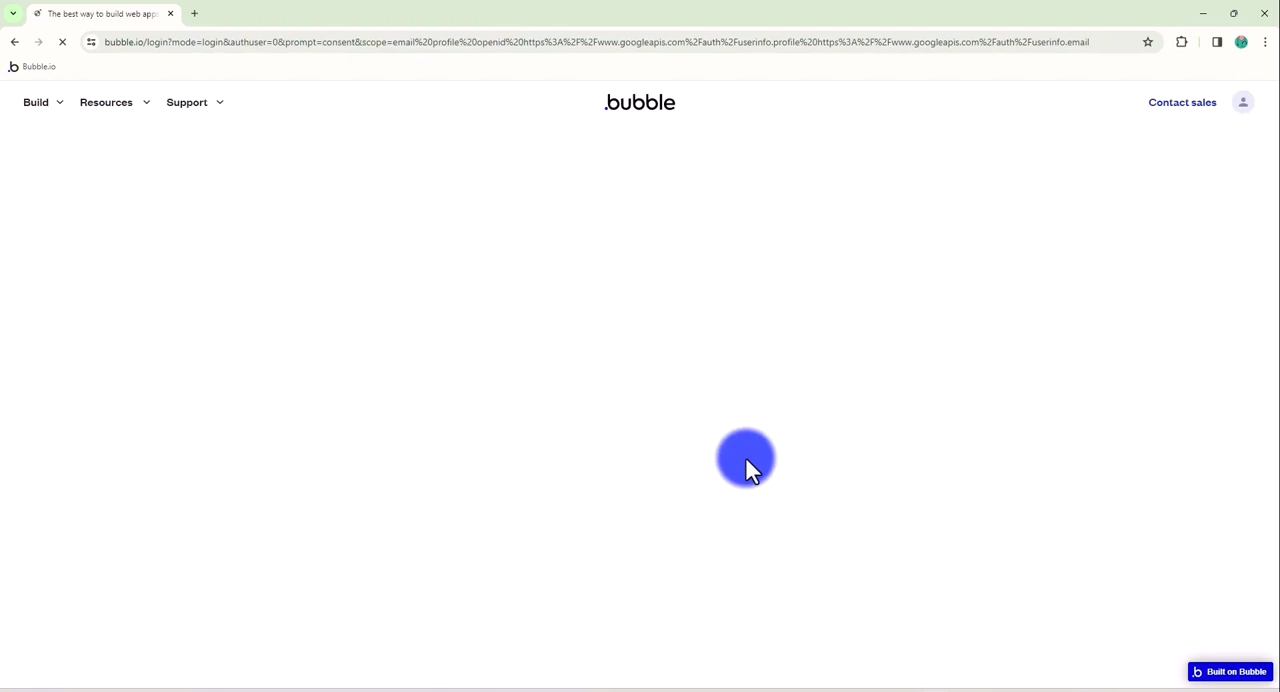 The best way to build web apps
bubble.io/login?mode=login&authuser=0&prompt=consent&scope=email%20profile%20openid%20https%3A%2F%2Fwww.googleapis.com%2Fauth%2Fuserinfo.profile%20https%3A%2F%2Fwww.googleapis.com%2Fauth%2Fuserinfo.email
Bubble.io
Build Resources Support .bubble Contact sales
Built on Bubble